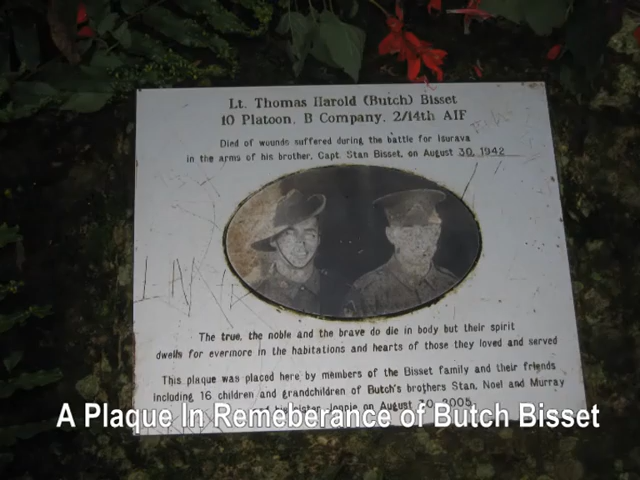 Lt. Thomas Harold (Butch) Bisset
10 Platoon, B Company, 2/14th AIF
Died of wounds suffered during the battle for Isurava
in the arms of his brother, Capt. Stan Bisset, on August 30, 1942
The true, the noble and the brave do die in body but their spirit
dwells for evermore in the habitations and hearts of those they loved and served
This plaque was placed here by members of the Bisset family and their friends
including 16 children and grandchildren of Butch's brothers Stan, Noel and Murray
on August 30, 2005.
A Plaque In Remeberance of Butch Bisset